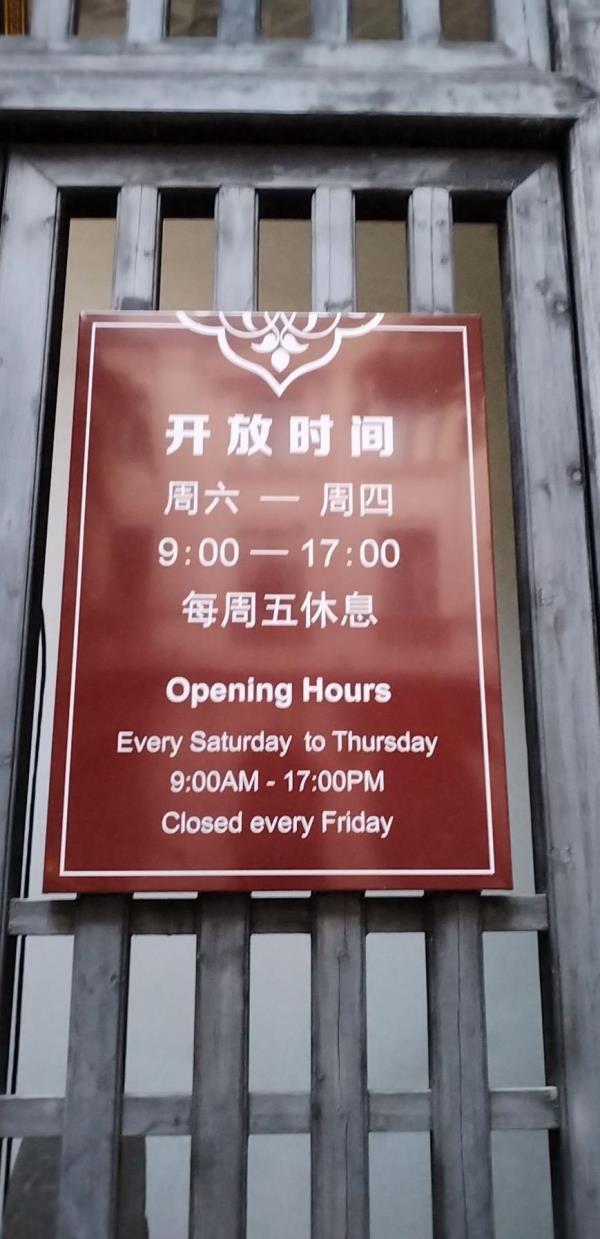 开放时间
周六 — 周四
9:00 — 17:00
每周五休息
Opening Hours
Every Saturday to Thursday
9:00AM - 17:00PM
Closed every Friday